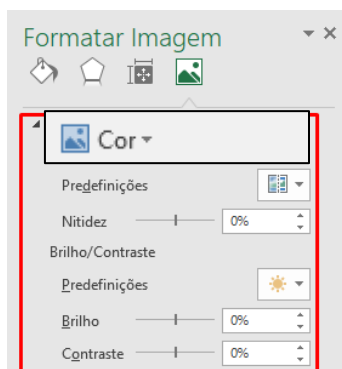 Formatar Imagem
Cor
Predefinições
Nitidez 0%
Brilho/Contraste
Predefinições
Brilho 0%
Contraste 0%